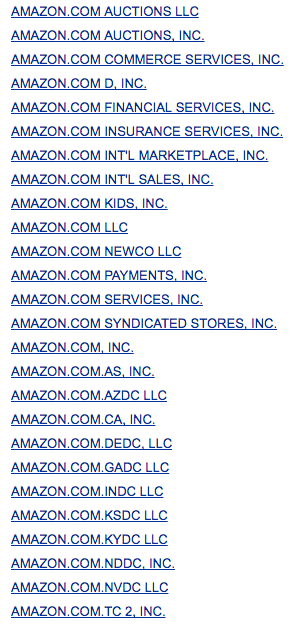 AMAZON.COM AUCTIONS LLC
AMAZON.COM AUCTIONS, INC.
AMAZON.COM COMMERCE SERVICES, INC.
AMAZON.COM D, INC.
AMAZON.COM FINANCIAL SERVICES, INC.
AMAZON.COM INSURANCE SERVICES, INC.
AMAZON.COM INT'L MARKETPLACE, INC.
AMAZON.COM INT'L SALES, INC.
AMAZON.COM KIDS, INC.
AMAZON.COM LLC
AMAZON.COM NEWCO LLC
AMAZON.COM PAYMENTS, INC.
AMAZON.COM SERVICES, INC.
AMAZON.COM SYNDICATED STORES, INC.
AMAZON.COM, INC.
AMAZON.COM.AS, INC.
AMAZON.COM.AZDC LLC
AMAZON.COM.CA, INC.
AMAZON.COM.DEDC, LLC
AMAZON.COM.GADC LLC
AMAZON.COM.INDC LLC
AMAZON.COM.KSDC LLC
AMAZON.COM.KYDC LLC
AMAZON.COM.NDDC, INC.
AMAZON.COM.NVDC LLC
AMAZON.COM.TC 2, INC.